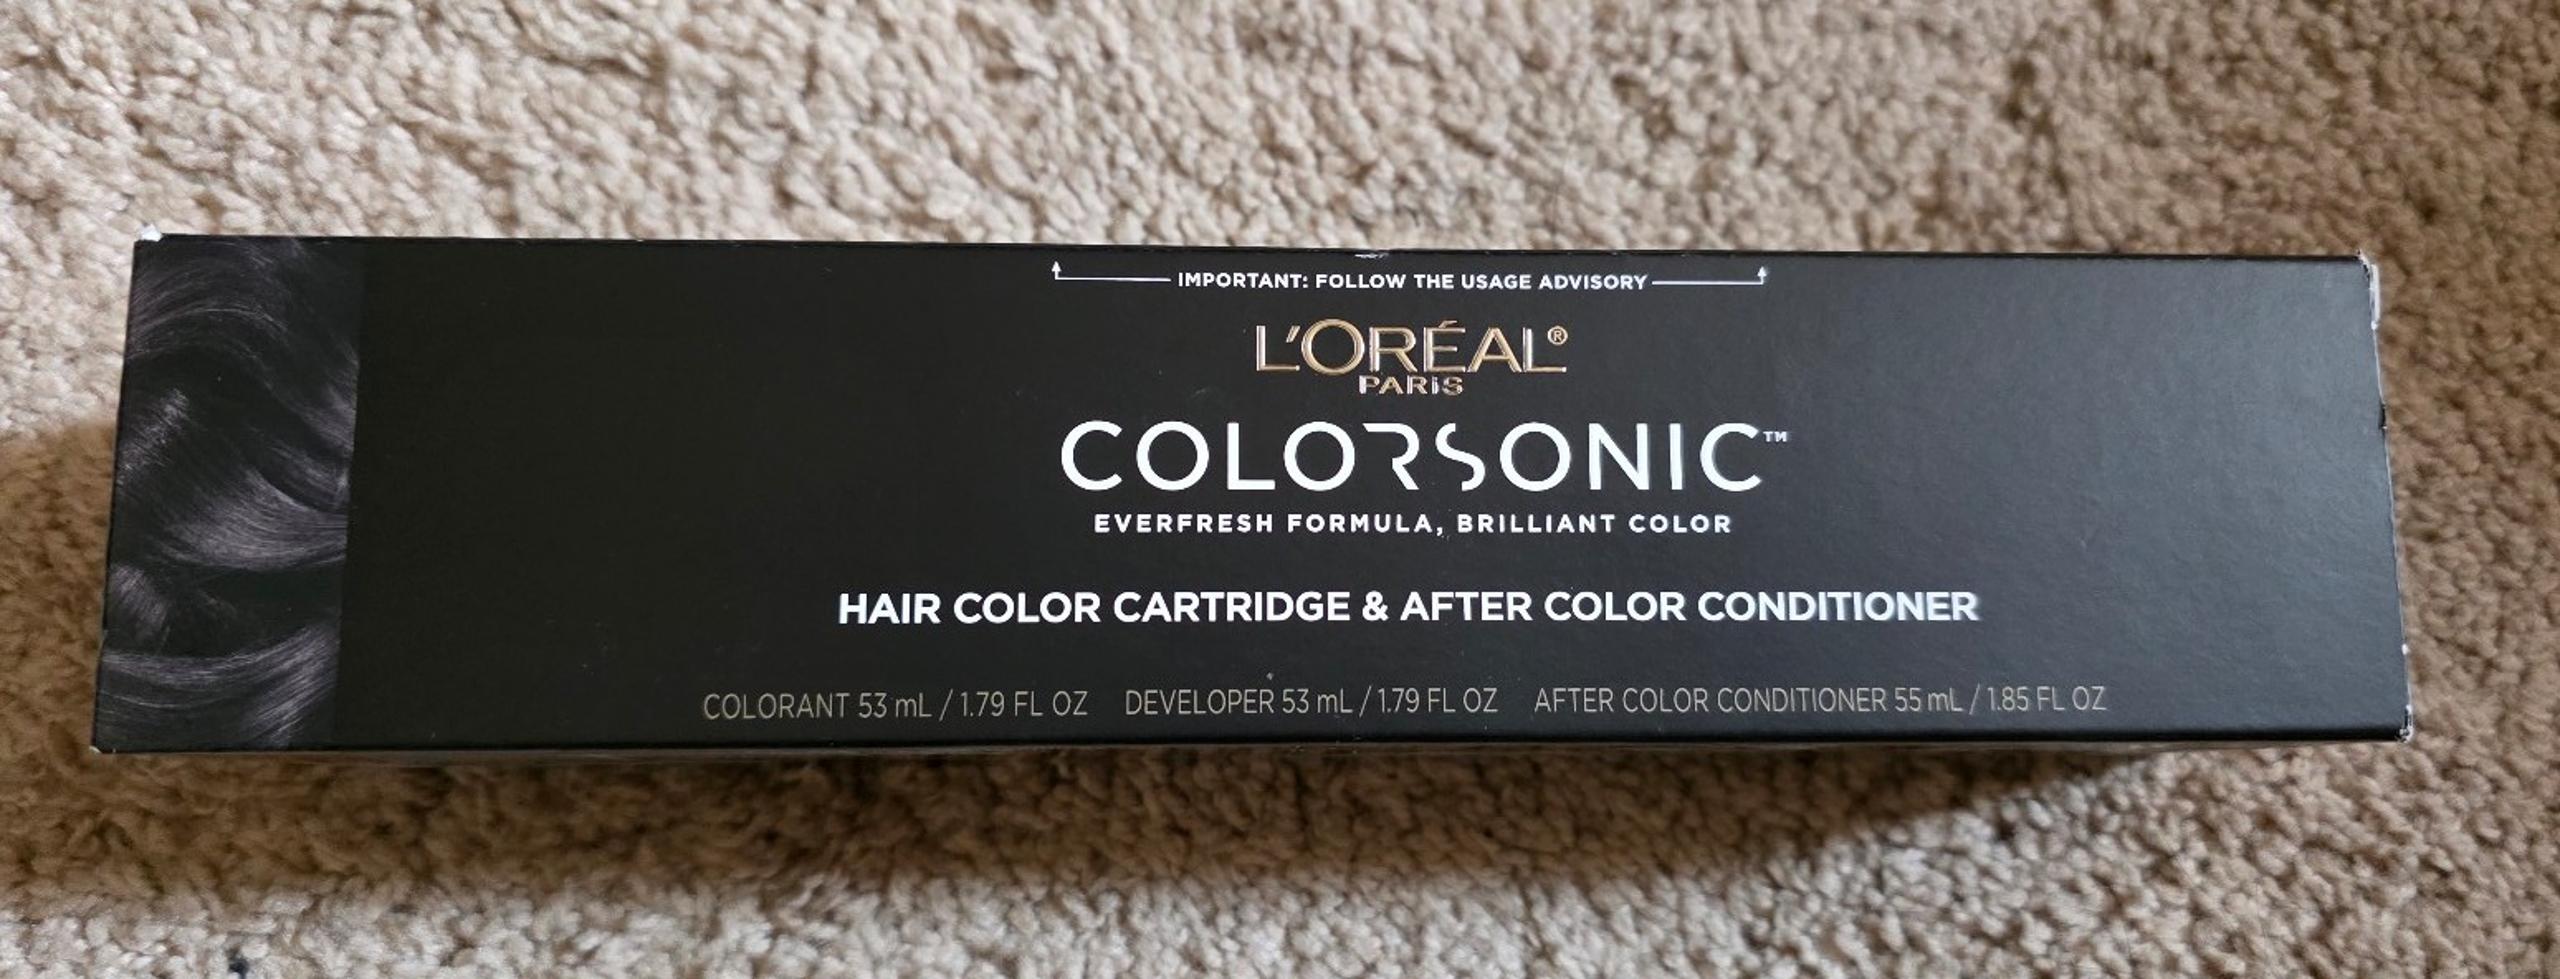 IMPORTANT: FOLLOW THE USAGE ADVISORY
L'ORÉAL®
PARIS
COLORSONIC™
EVERFRESH FORMULA, BRILLIANT COLOR
HAIR COLOR CARTRIDGE & AFTER COLOR CONDITIONER
COLORANT 53 mL / 1.79 FL OZ DEVELOPER 53 mL / 1.79 FL OZ AFTER COLOR CONDITIONER 55 mL / 1.85 FL OZ